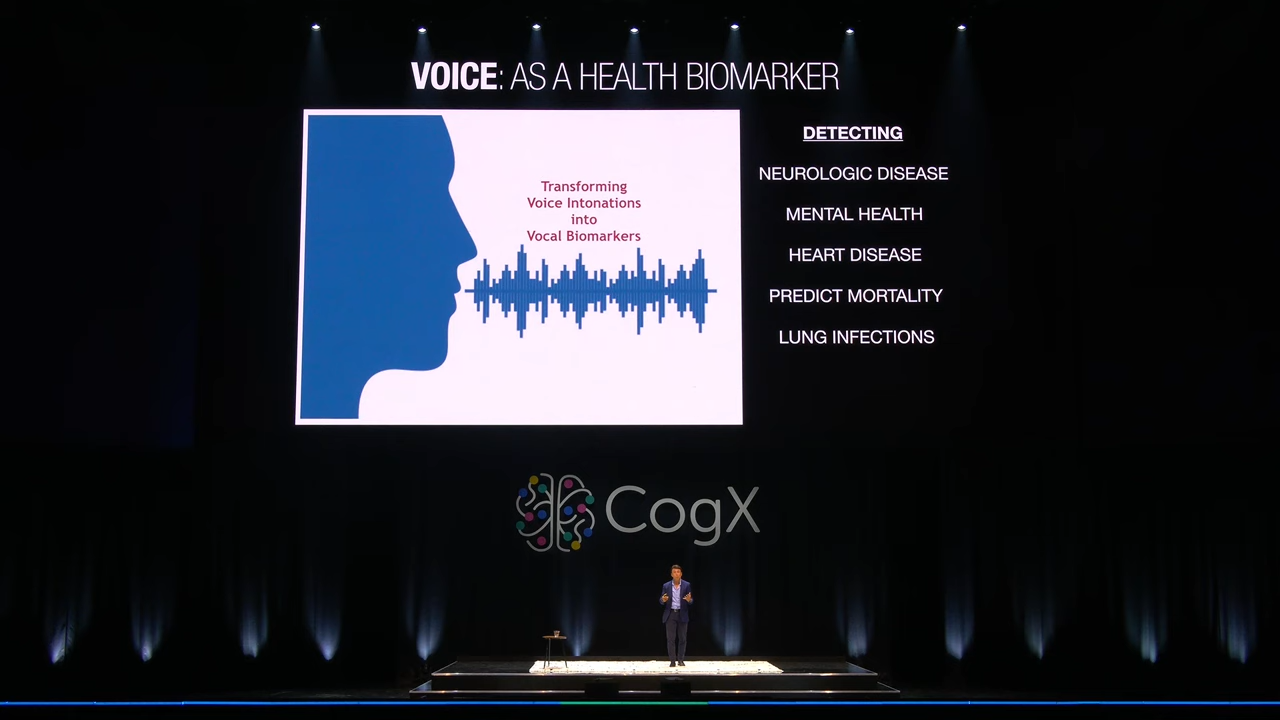 VOICE: AS A HEALTH BIOMARKER
Transforming
Voice Intonations
into
Vocal Biomarkers
DETECTING
NEUROLOGIC DISEASE
MENTAL HEALTH
HEART DISEASE
PREDICT MORTALITY
LUNG INFECTIONS
CogX